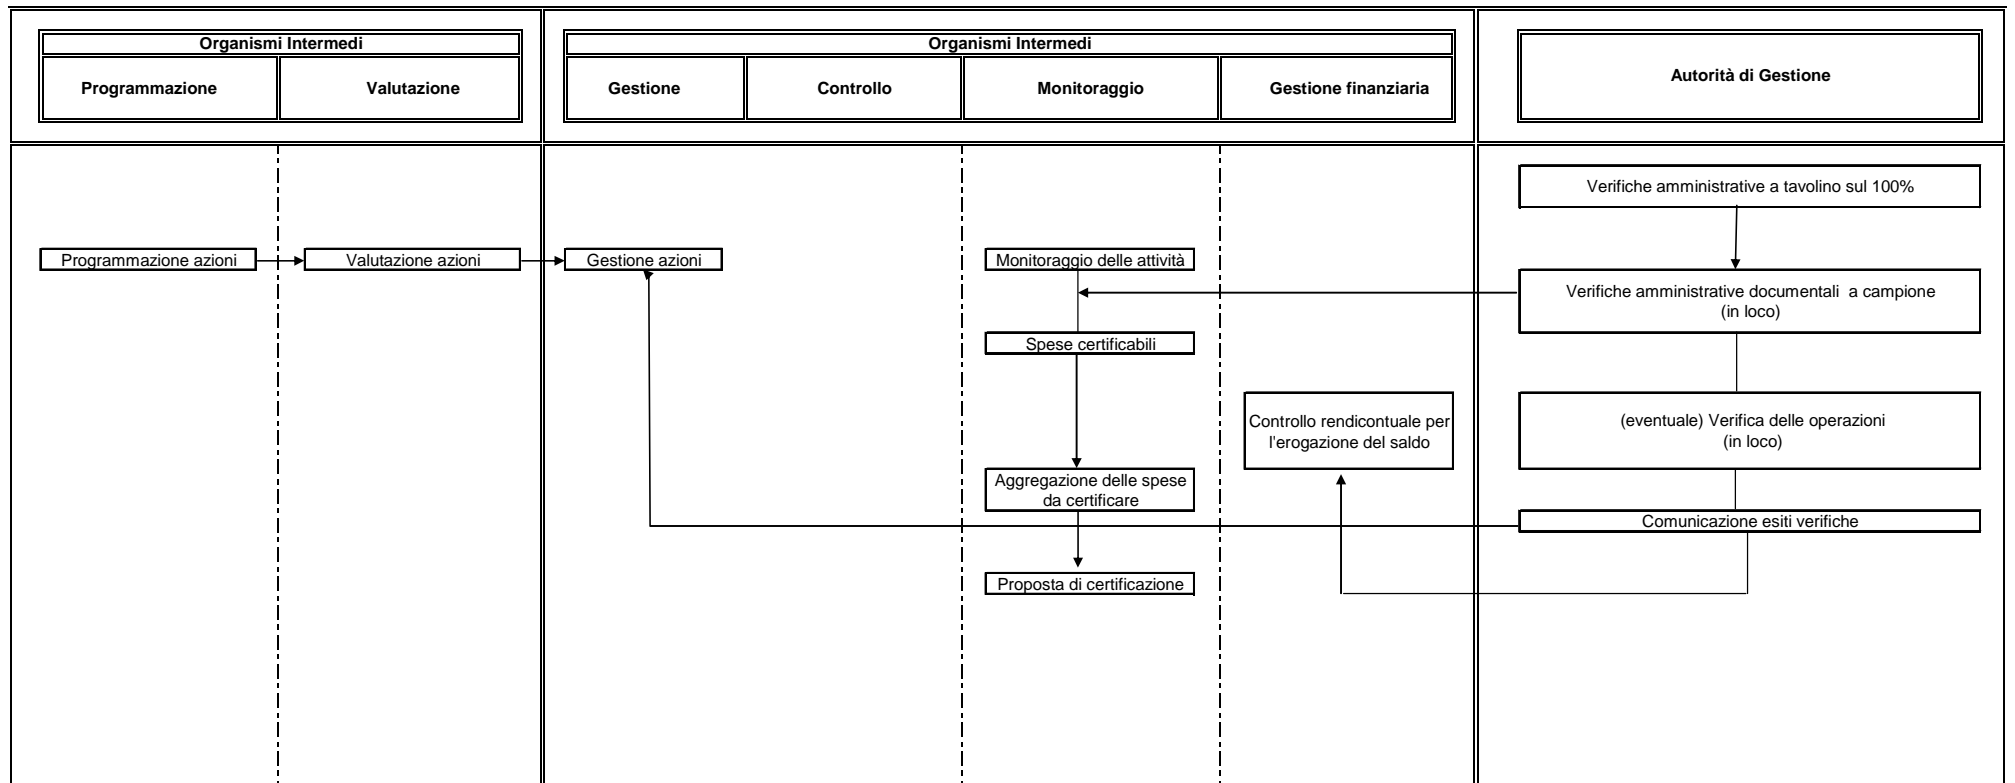 Organismi Intermedi
Programmazione
Valutazione
Organismi Intermedi
Gestione
Controllo
Monitoraggio
Gestione finanziaria
Autorità di Gestione
Verifiche amministrative a tavolino sul 100%
Programmazione azioni
Valutazione azioni
Gestione azioni
Monitoraggio delle attività
Verifiche amministrative documentali a campione
(in loco)
Spese certificabili
Controllo rendicontuale per
l'erogazione del saldo
(eventuale) Verifica delle operazioni
(in loco)
Aggregazione delle spese
da certificare
Comunicazione esiti verifiche
Proposta di certificazione